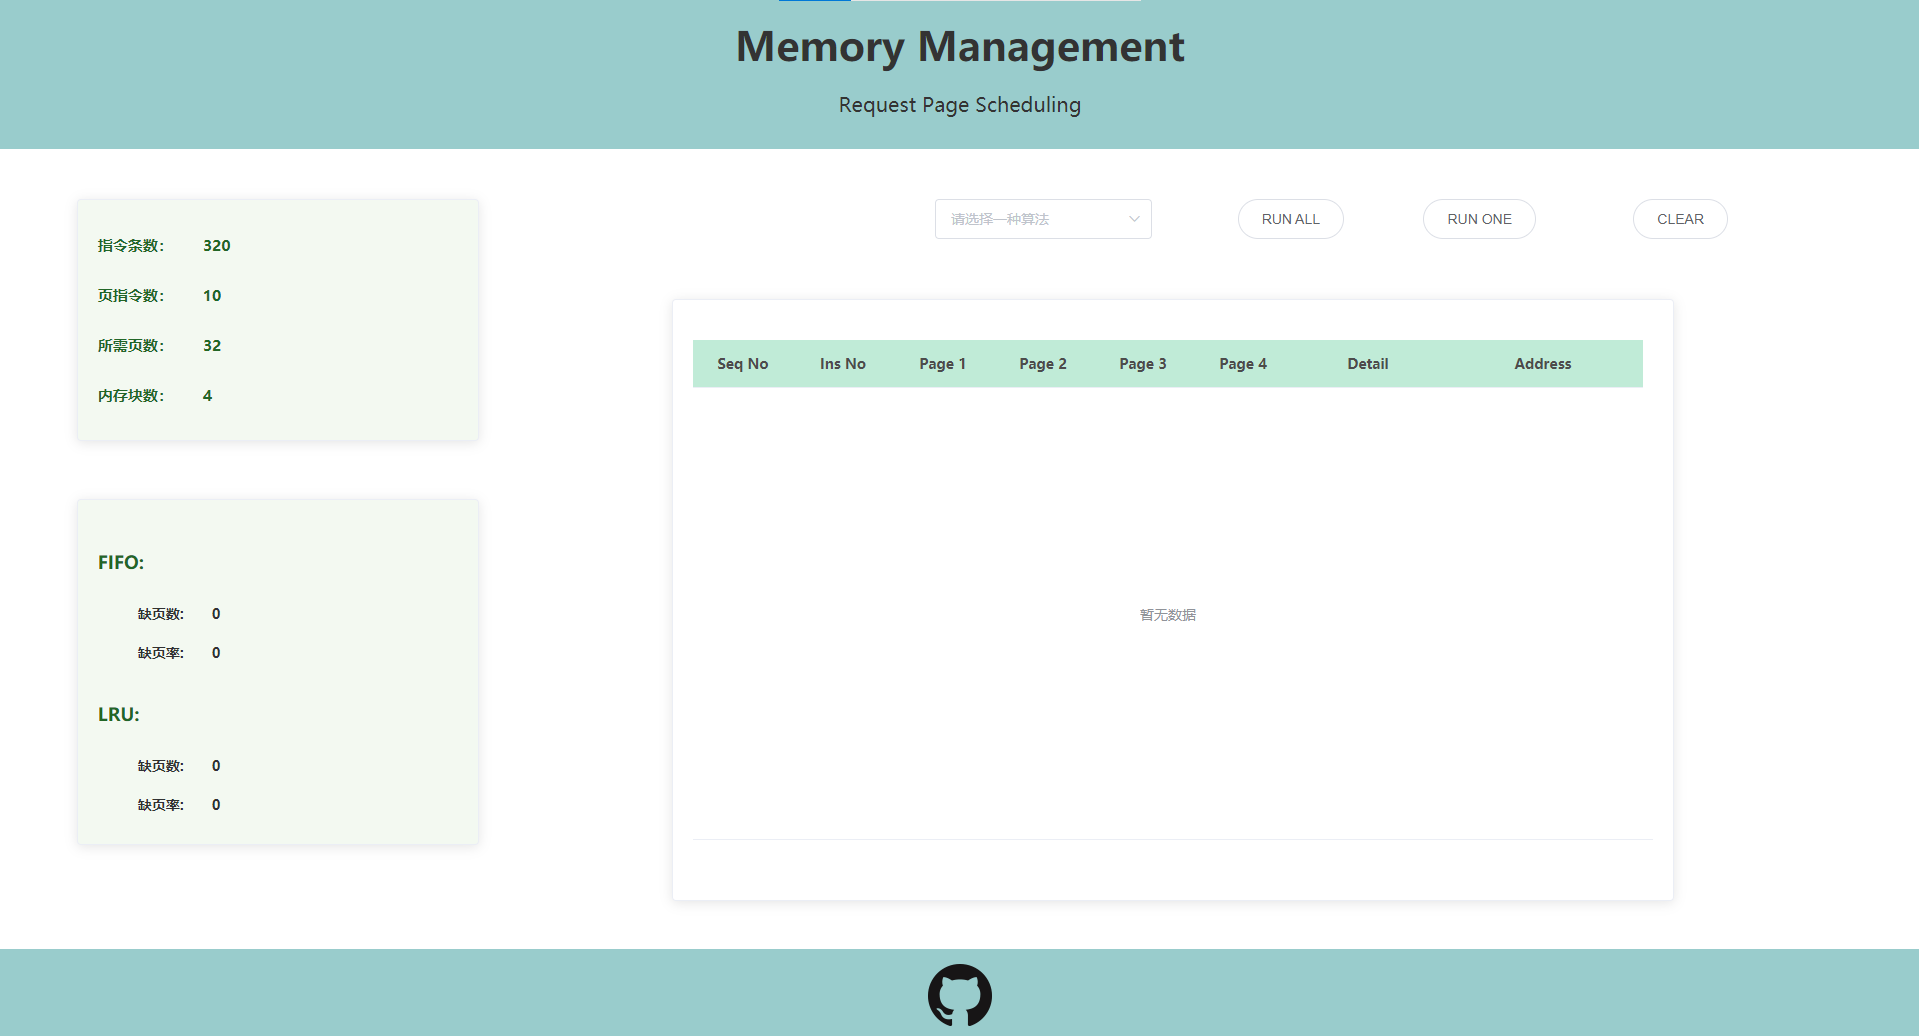 Memory Management
Request Page Scheduling
指令条数： 320
页指令数： 10
所需页数： 32
内存块数： 4
FIFO:
缺页数: 0
缺页率: 0
LRU:
缺页数: 0
缺页率: 0
请选择一种算法 RUN ALL RUN ONE CLEAR
Seq No Ins No Page 1 Page 2 Page 3 Page 4 Detail Address
暂无数据